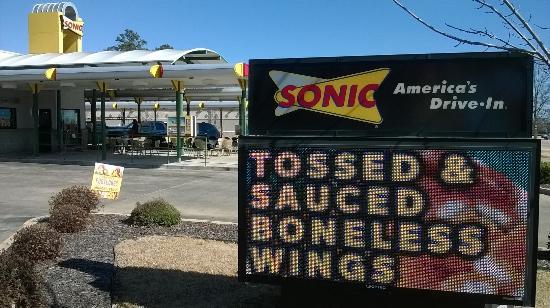 SONIC
SONIC
America's
Drive-In.
TOSSED &
SAUCED
BONELESS
WINGS